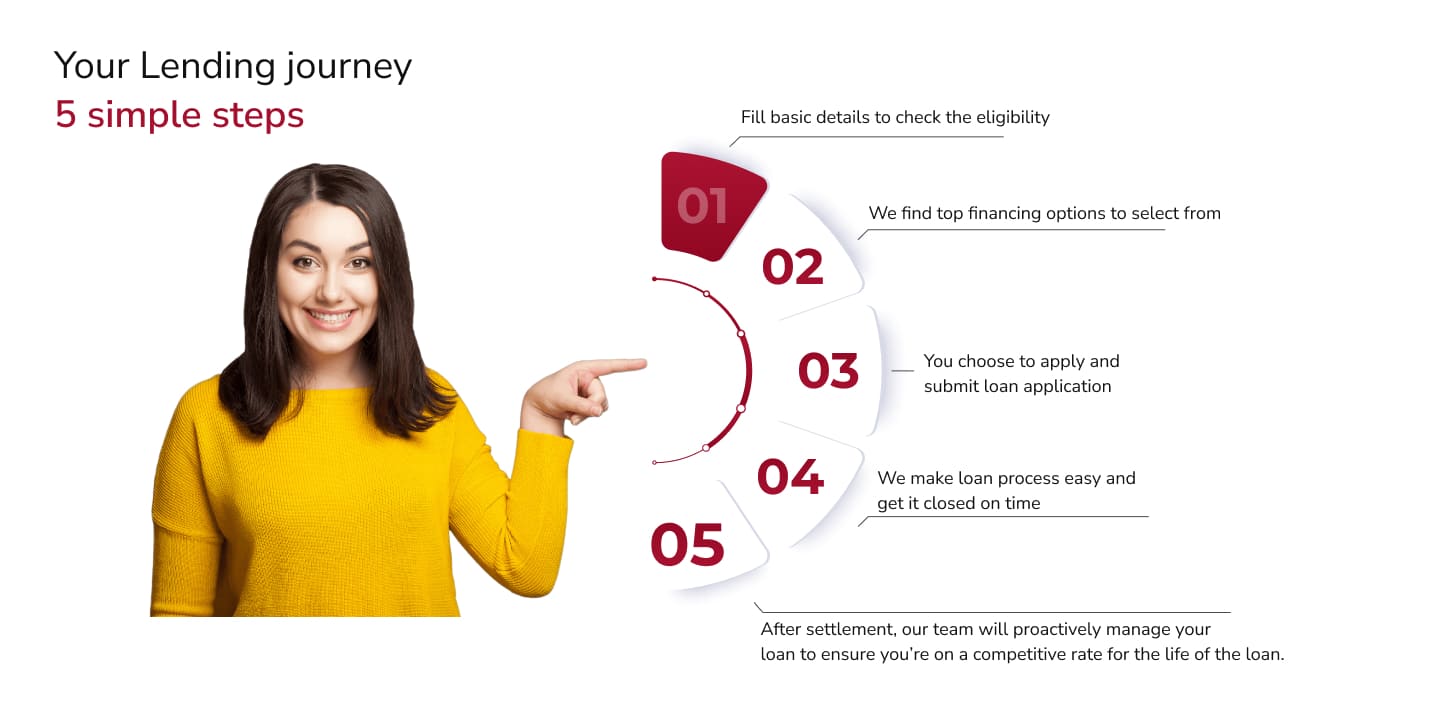 Your Lending journey
5 simple steps
Fill basic details to check the eligibility
01
We find top financing options to select from
02
03
You choose to apply and
submit loan application
04
We make loan process easy and
get it closed on time
05
After settlement, our team will proactively manage your
loan to ensure you’re on a competitive rate for the life of the loan.